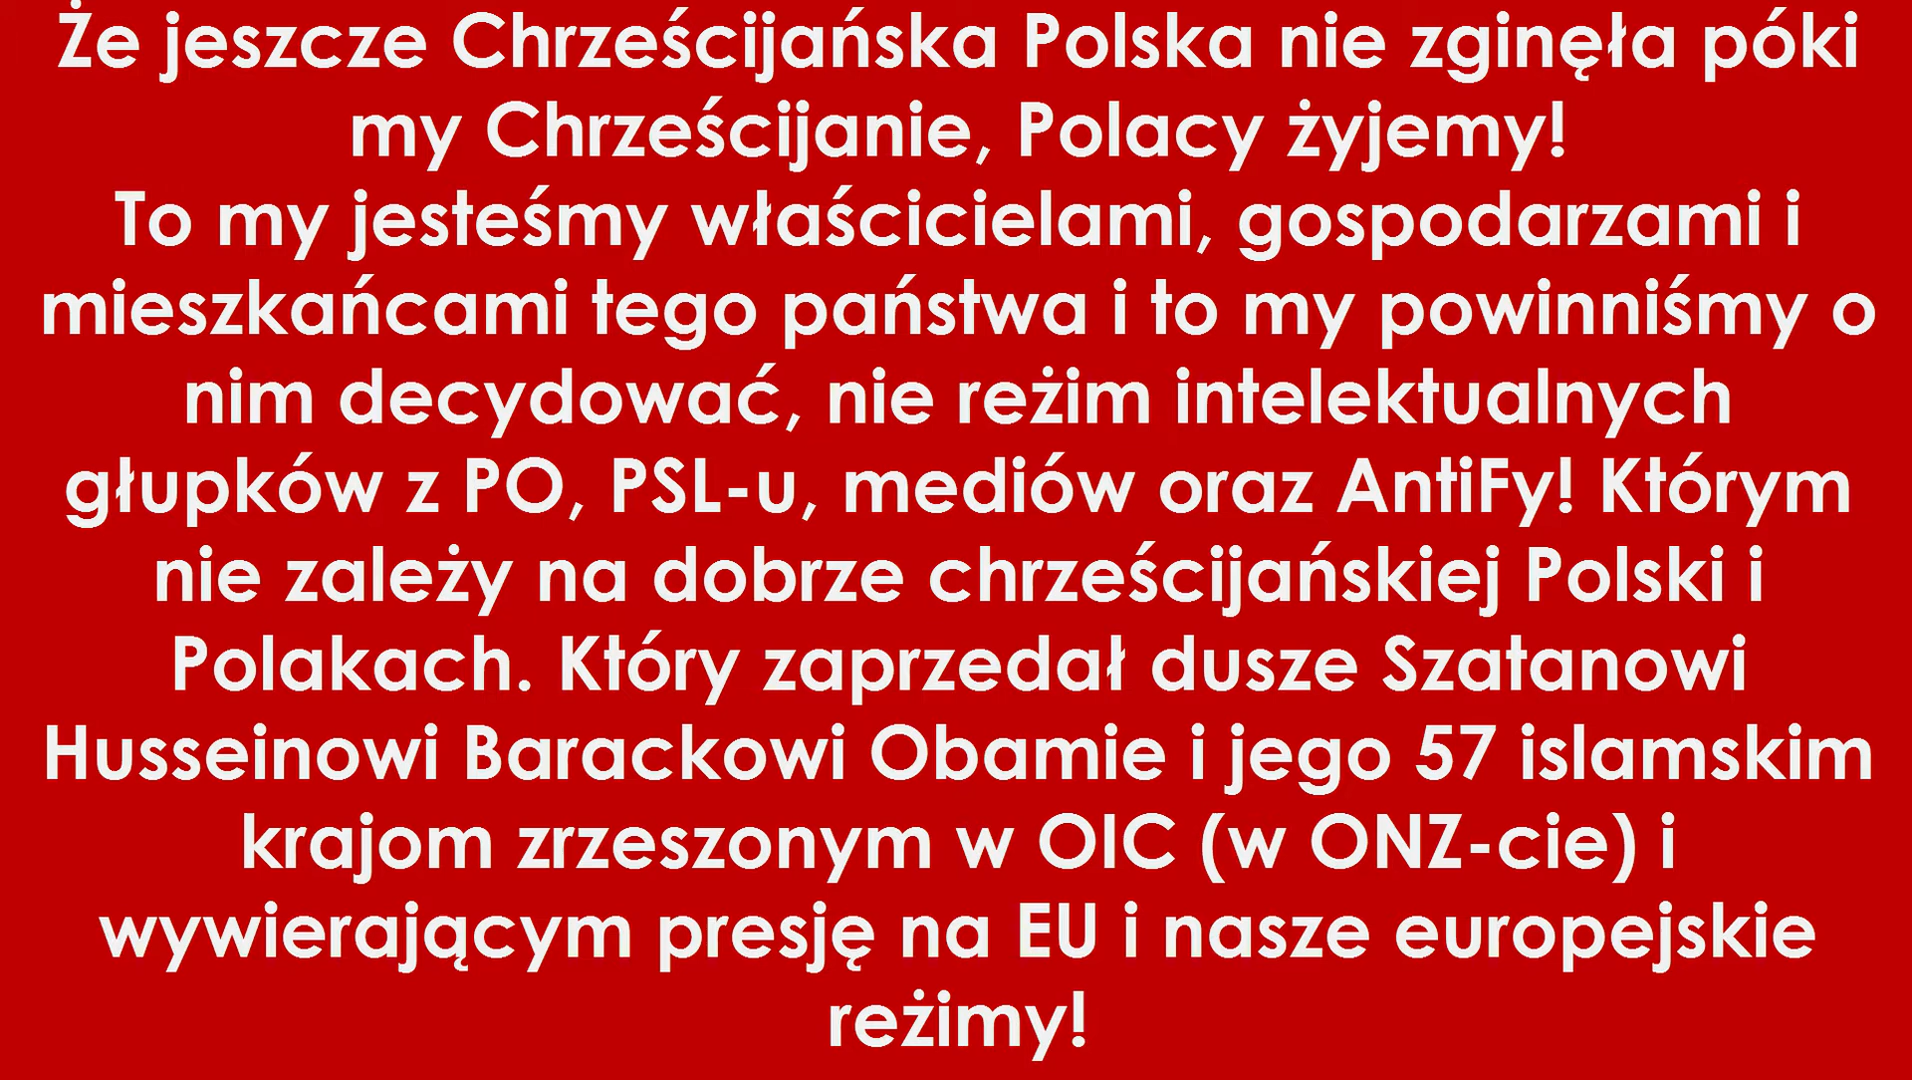 Że jeszcze Chrześcijańska Polska nie zginęła póki
my Chrześcijanie, Polacy żyjemy!
To my jesteśmy właścicielami, gospodarzami i
mieszkańcami tego państwa i to my powinniśmy o
nim decydować, nie reżim intelektualnych
głupków z PO, PSL-u, mediów oraz AntiFy! Którym
nie zależy na dobrze chrześcijańskiej Polski i
Polakach. Który zaprzedał dusze Szatanowi
Husseinowi Barackowi Obamie i jego 57 islamskim
krajom zrzeszonym w OIC (w ONZ-cie) i
wywierającym presję na EU i nasze europejskie
reżimy!